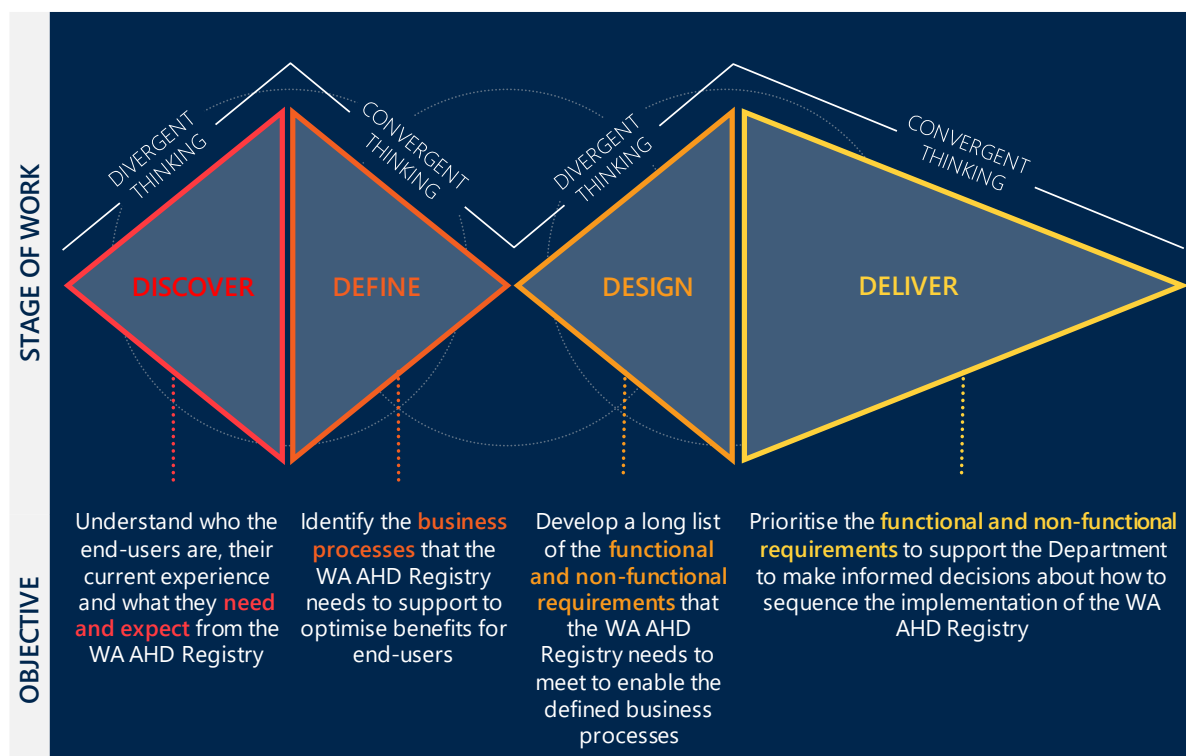 STAGE OF WORK
DIVERGENT
THINKING
CONVERGENT
THINKING
DIVERGENT
THINKING
CONVERGENT
THINKING
DISCOVER
DEFINE
DESIGN
DELIVER
OBJECTIVE
Understand who the
end-users are, their
current experience
and what they need
and expect from the
WA AHD Registry
Identify the business
processes that the
WA AHD Registry
needs to support to
optimise benefits for
end-users
Develop a long list
of the functional
and non-functional
requirements that
the WA AHD
Registry needs to
meet to enable the
defined business
processes
Prioritise the functional and non-functional
requirements to support the Department
to make informed decisions about how to
sequence the implementation of the WA
AHD Registry